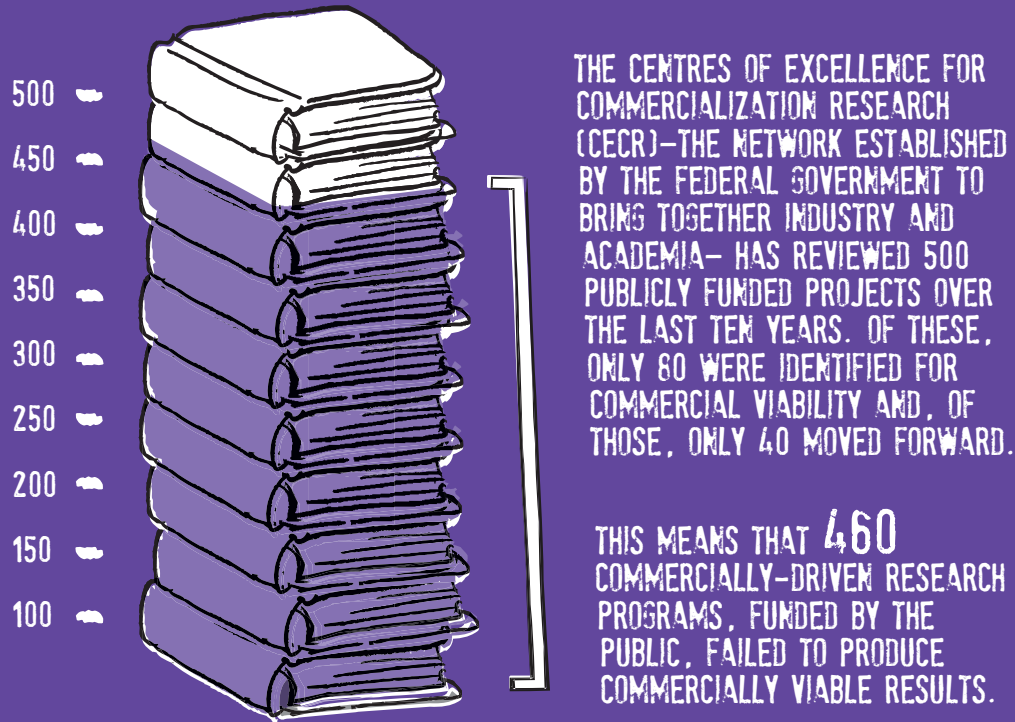 500
450
400
350
300
250
200
150
100
THE CENTRES OF EXCELLENCE FOR
COMMERCIALIZATION RESEARCH
(CECR)–THE NETWORK ESTABLISHED
BY THE FEDERAL GOVERNMENT TO
BRING TOGETHER INDUSTRY AND
ACADEMIA– HAS REVIEWED 500
PUBLICLY FUNDED PROJECTS OVER
THE LAST TEN YEARS. OF THESE,
ONLY 80 WERE IDENTIFIED FOR
COMMERCIAL VIABILITY AND, OF
THOSE, ONLY 40 MOVED FORWARD.
THIS MEANS THAT 460
COMMERCIALLY-DRIVEN RESEARCH
PROGRAMS, FUNDED BY THE
PUBLIC, FAILED TO PRODUCE
COMMERCIALLY VIABLE RESULTS.